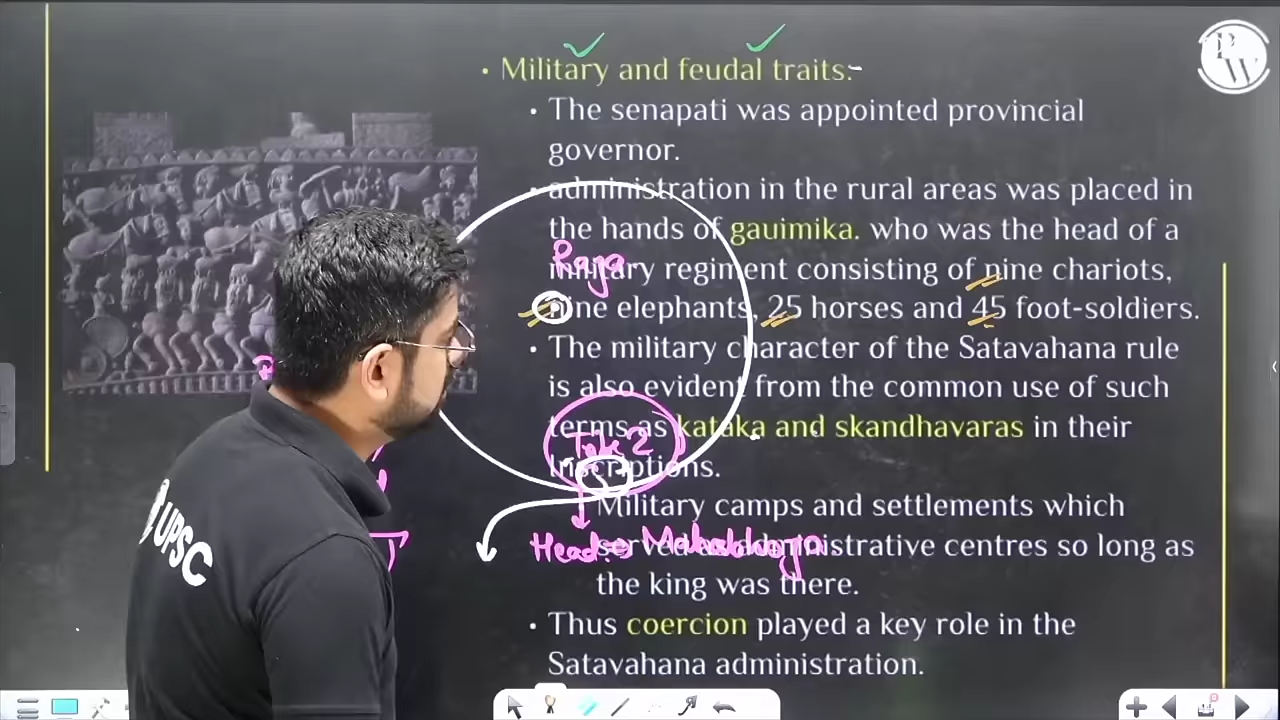 PW
• Military and feudal traits:-
• The senapati was appointed provincial
governor.
• administration in the rural areas was placed in
the hands of gauimika. who was the head of a
Raja
military regiment consisting of nine chariots,
nine elephants, 25 horses and 45 foot-soldiers.
• The military character of the Satavahana rule
is also evident from the common use of such
terms as kataka and skandhavaras in their
inscriptions.
Military camps and settlements which
Head → Mahabhoja
served as administrative centres so long as
the king was there.
• Thus coercion played a key role in the
Satavahana administration.
UPSC